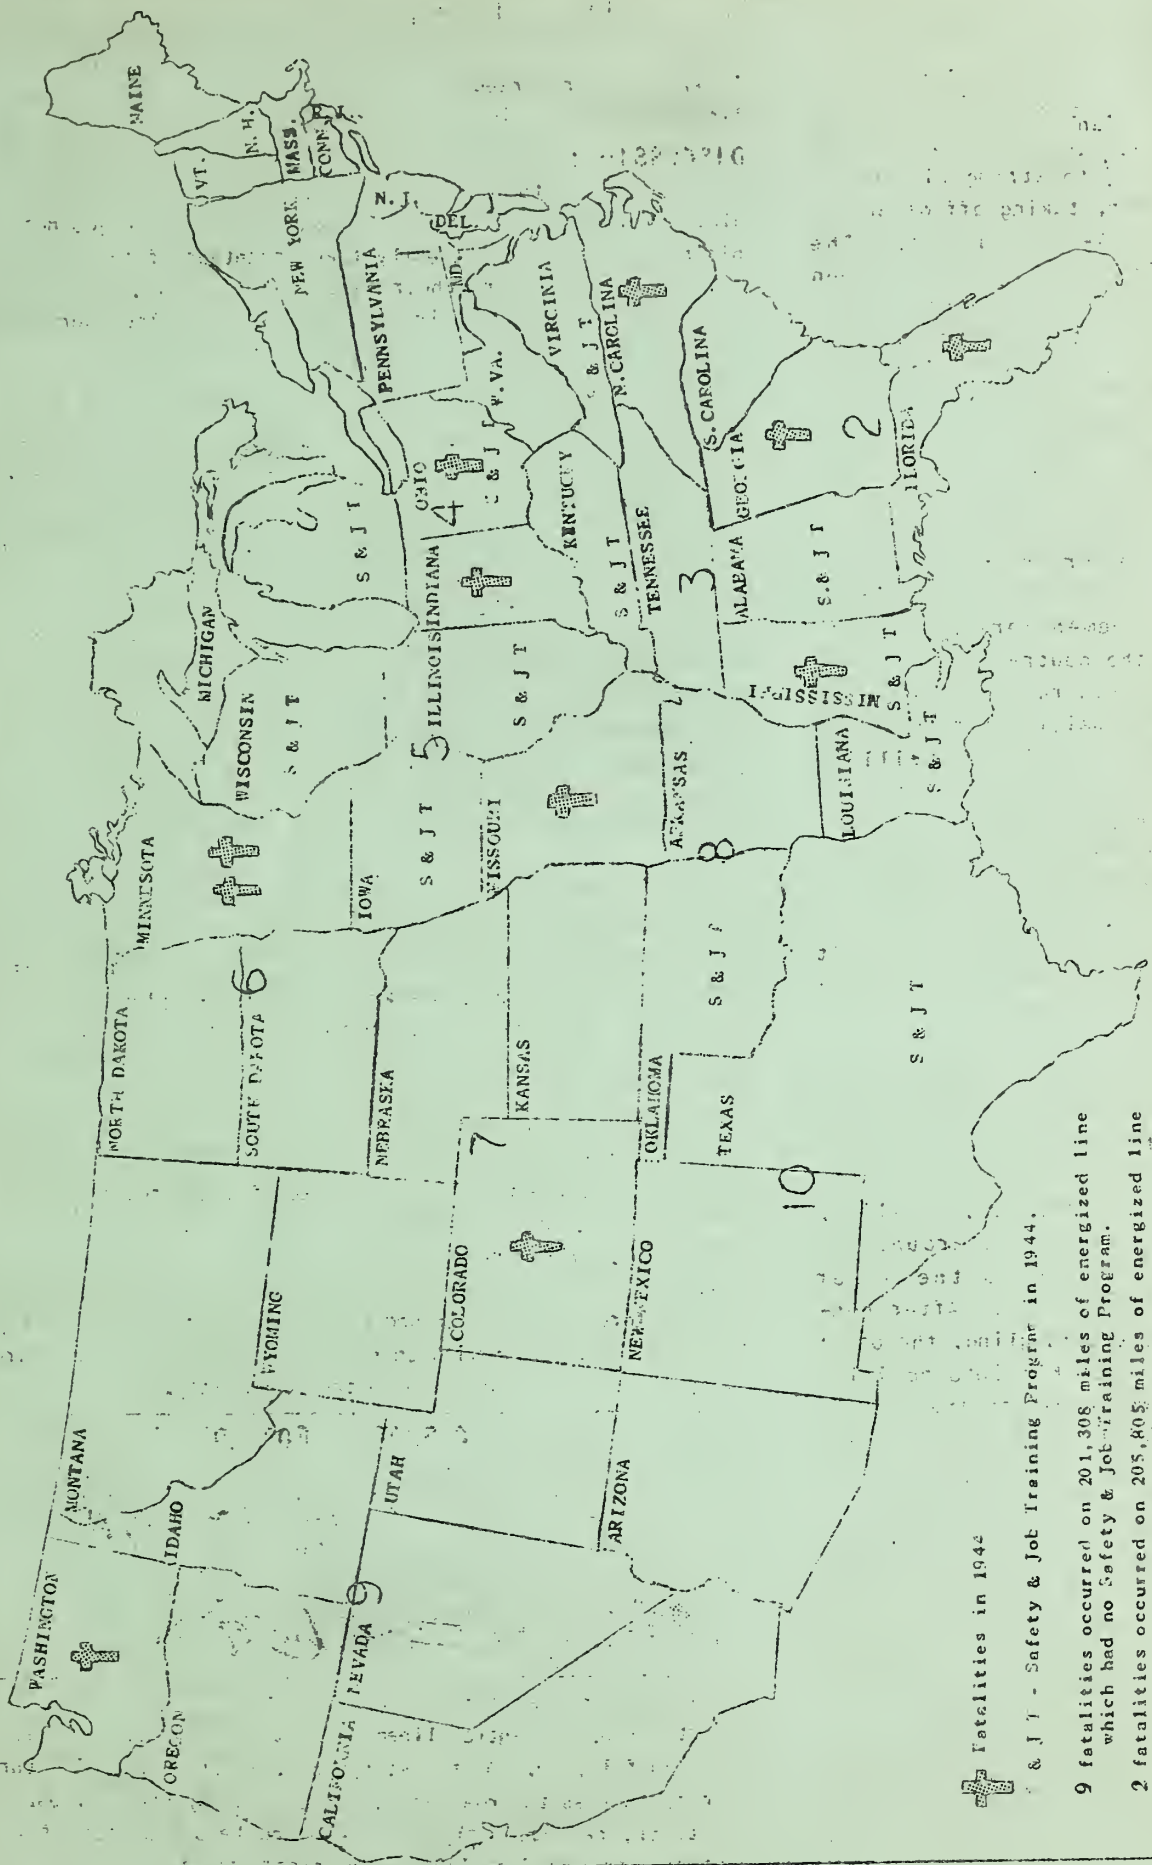 WASHINGTON
MONTANA
NORTH DAKOTA
MINNESOTA
MICHIGAN
MAINE
VT.
N. H.
MASS.
CONN.
R.I.
NEW YORK
OREGON
IDAHO
WYOMING
SOUTH DAKOTA
6
WISCONSIN
S & J T
S & J T
N. J.
PENNSYLVANIA
1
DEL.
MD.
CALIFORNIA
NEVADA
9
UTAH
COLORADO
7
NEBRASKA
IOWA
S & J T
5
ILLINOIS
S & J T
INDIANA
4
OHIO
S & J T
W. VA.
VIRGINIA
S & J T
KANSAS
MISSOURI
KENTUCKY
S & J T
TENNESSEE
3
N. CAROLINA
S. CAROLINA
ARIZONA
NEW MEXICO
OKLAHOMA
S & J T
8
ARKANSAS
MISSISSIPPI
S & J T
ALABAMA
S & J T
GEORGIA
2
TEXAS
10
S & J T
LOUISIANA
S & J T
FLORIDA
Fatalities in 1944
& J T - Safety & Job Training Program in 1944.
9 fatalities occurred on 201,308 miles of energized line
which had no Safety & Job Training Program.
2 fatalities occurred on 205,805 miles of energized line